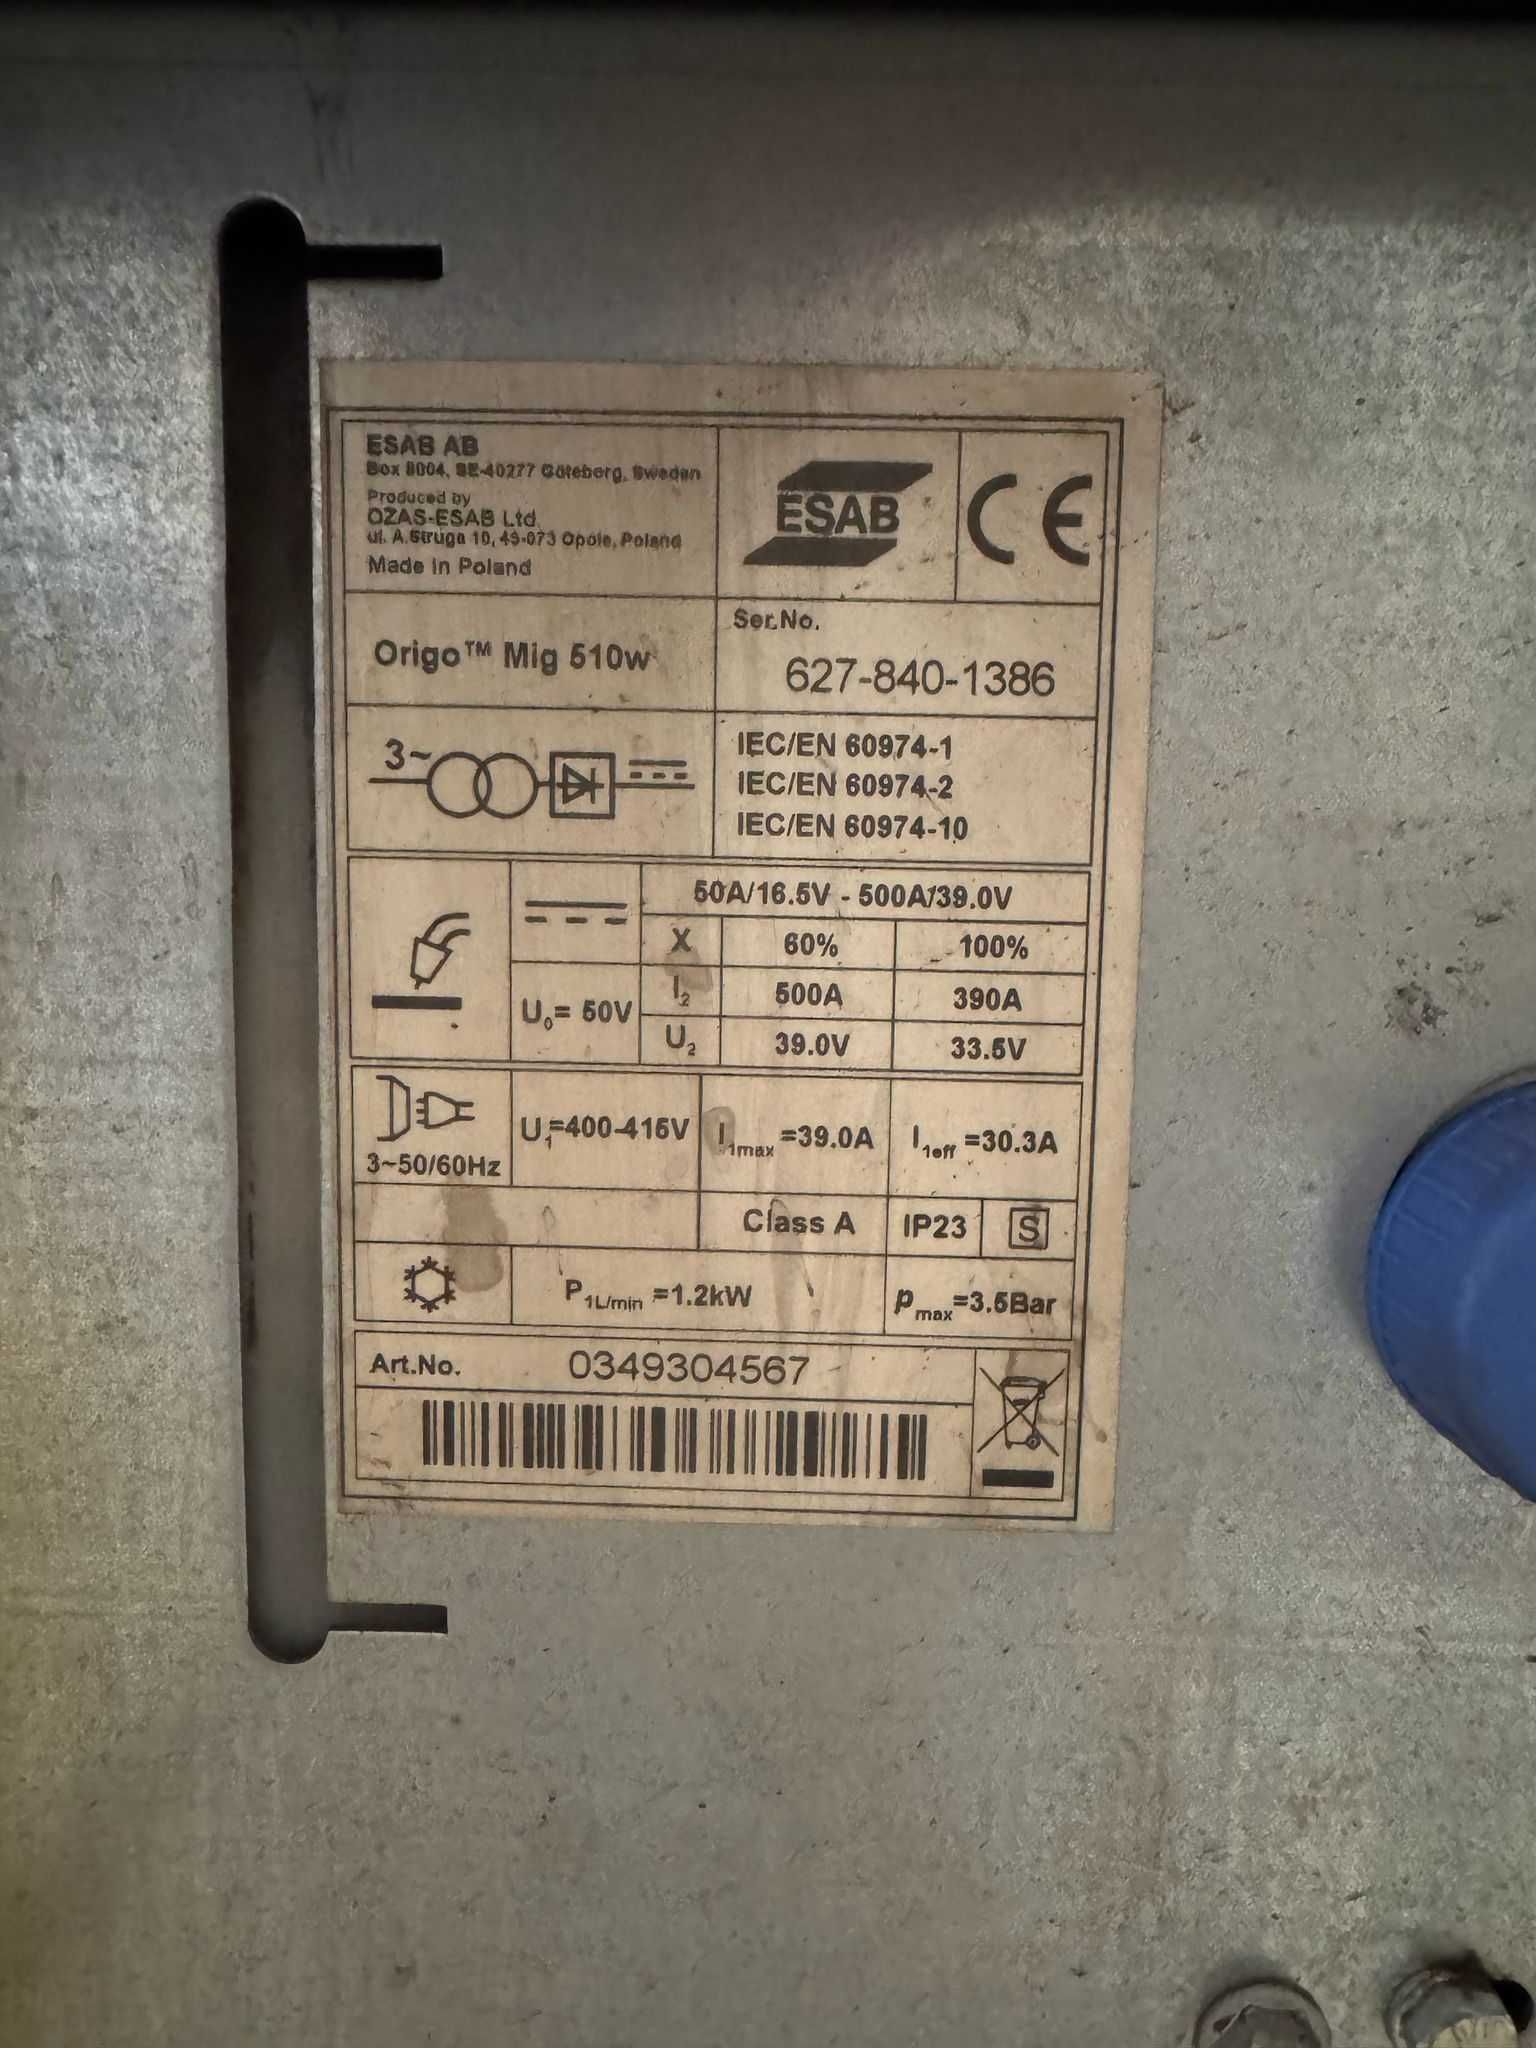 ESAB AB
Box 8004, SE-40277 Göteborg, Sweden
Produced by
OZAS-ESAB Ltd.
ul. A.Struga 10, 45-073 Opole, Poland
Made in Poland
ESAB
CE
Origo™ Mig 510w
Ser.No.
627-840-1386
3~
IEC/EN 60974-1
IEC/EN 60974-2
IEC/EN 60974-10
50A/16.5V - 500A/39.0V
X 60% 100%
U₀= 50V
I₂ 500A 390A
U₂ 39.0V 33.5V
3~50/60Hz
U₁=400-415V
I1max =39.0A
I1eff =30.3A
Class A
IP23
S
P1L/min =1.2kW
pmax=3.5Bar
Art.No. 0349304567